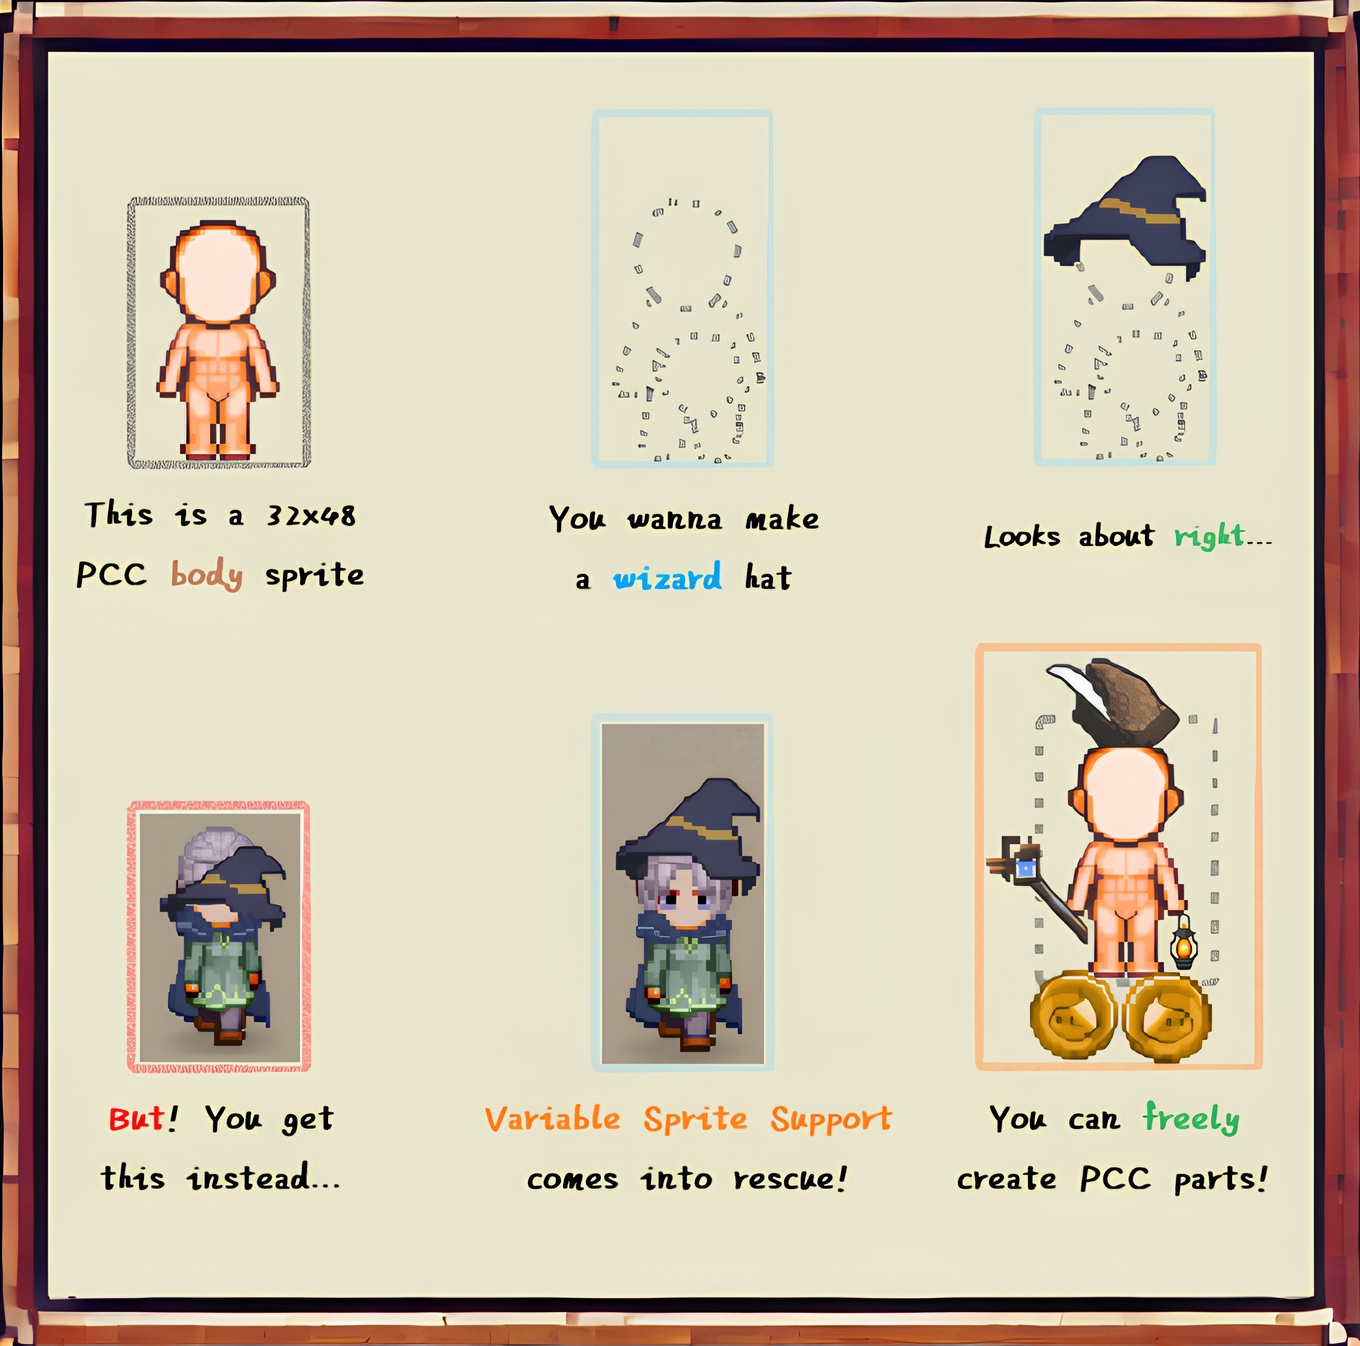 This is a 32x48
PCC body sprite
You wanna make
a wizard hat
Looks about right...
But! You get
this instead...
Variable Sprite Support
comes into rescue!
You can freely
create PCC parts!